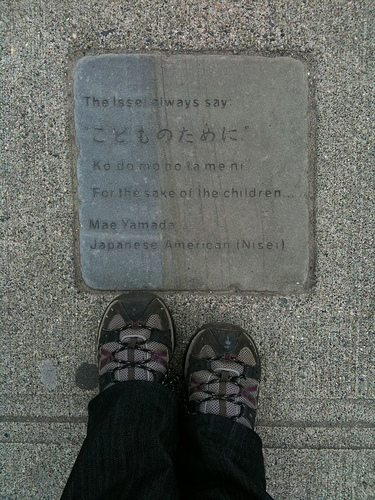 The Issei always say:
"こどものために"
Ko do mo no ta me ni
For the sake of the children...
Mae Yamada
Japanese American (Nisei)